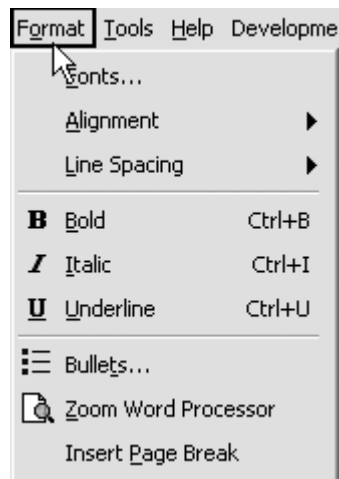 Format Tools Help Developme
Fonts...
Alignment
Line Spacing
B Bold Ctrl+B
I Italic Ctrl+I
U Underline Ctrl+U
Bullets...
Zoom Word Processor
Insert Page Break